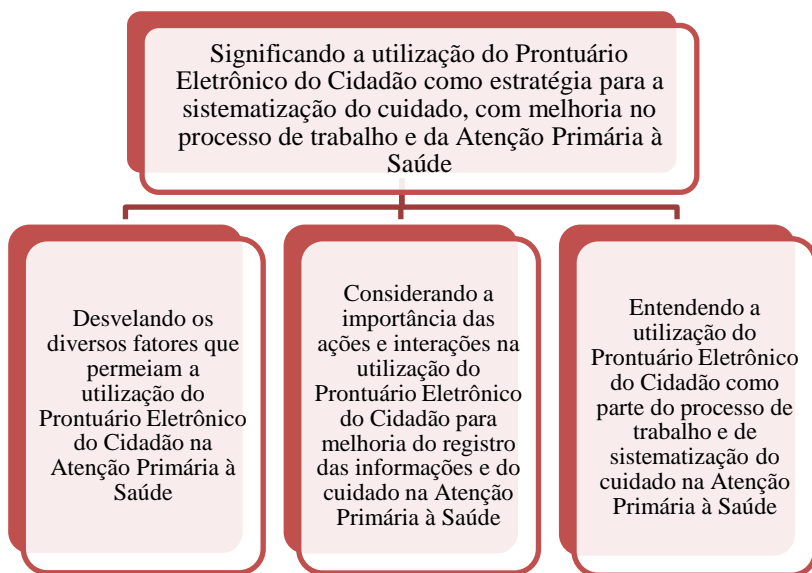 Significando a utilização do Prontuário
Eletrônico do Cidadão como estratégia para a
sistematização do cuidado, com melhoria no
processo de trabalho e da Atenção Primária à
Saúde
Desvelando os
diversos fatores que
permeiam a
utilização do
Prontuário Eletrônico
do Cidadão na
Atenção Primária à
Saúde
Considerando a
importância das
ações e interações na
utilização do
Prontuário Eletrônico
do Cidadão para
melhoria do registro
das informações e do
cuidado na Atenção
Primária à Saúde
Entendendo a
utilização do
Prontuário Eletrônico
do Cidadão como
parte do processo de
trabalho e de
sistematização do
cuidado na Atenção
Primária à Saúde